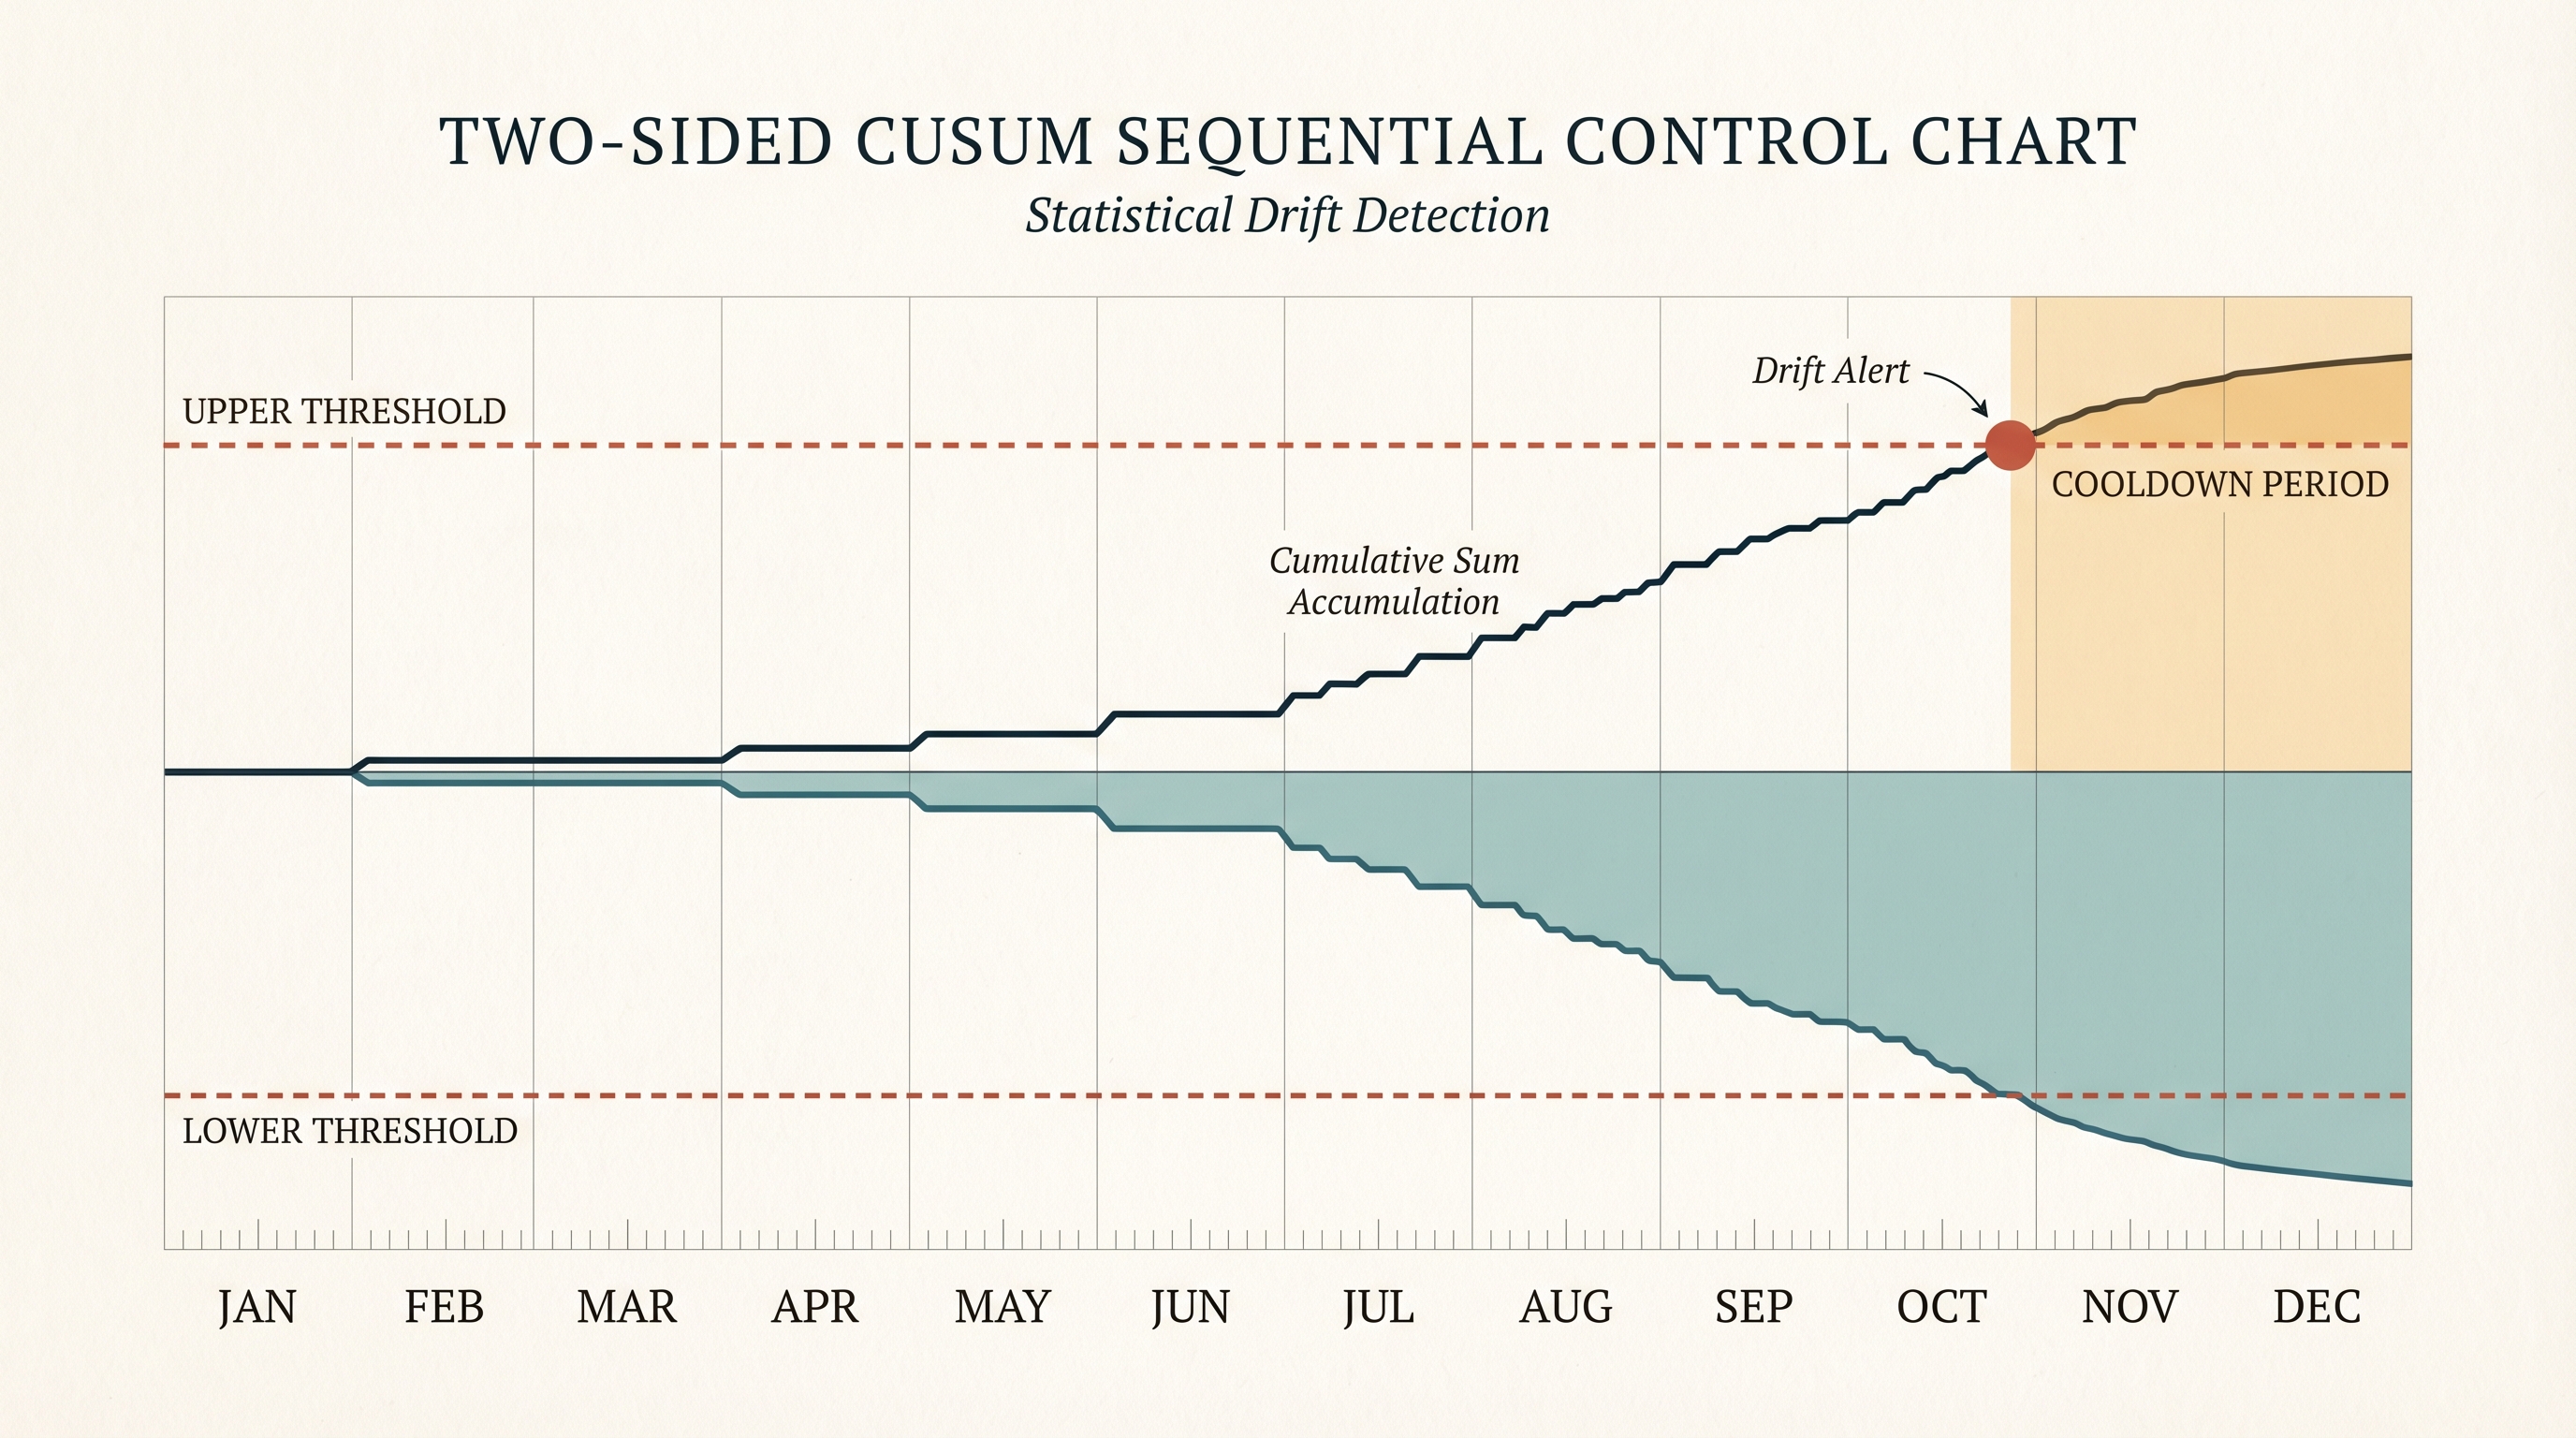 TWO-SIDED CUSUM SEQUENTIAL CONTROL CHART
Statistical Drift Detection
Drift Alert
UPPER THRESHOLD
COOLDOWN PERIOD
Cumulative Sum
Accumulation
LOWER THRESHOLD
JAN FEB MAR APR MAY JUN JUL AUG SEP OCT NOV DEC